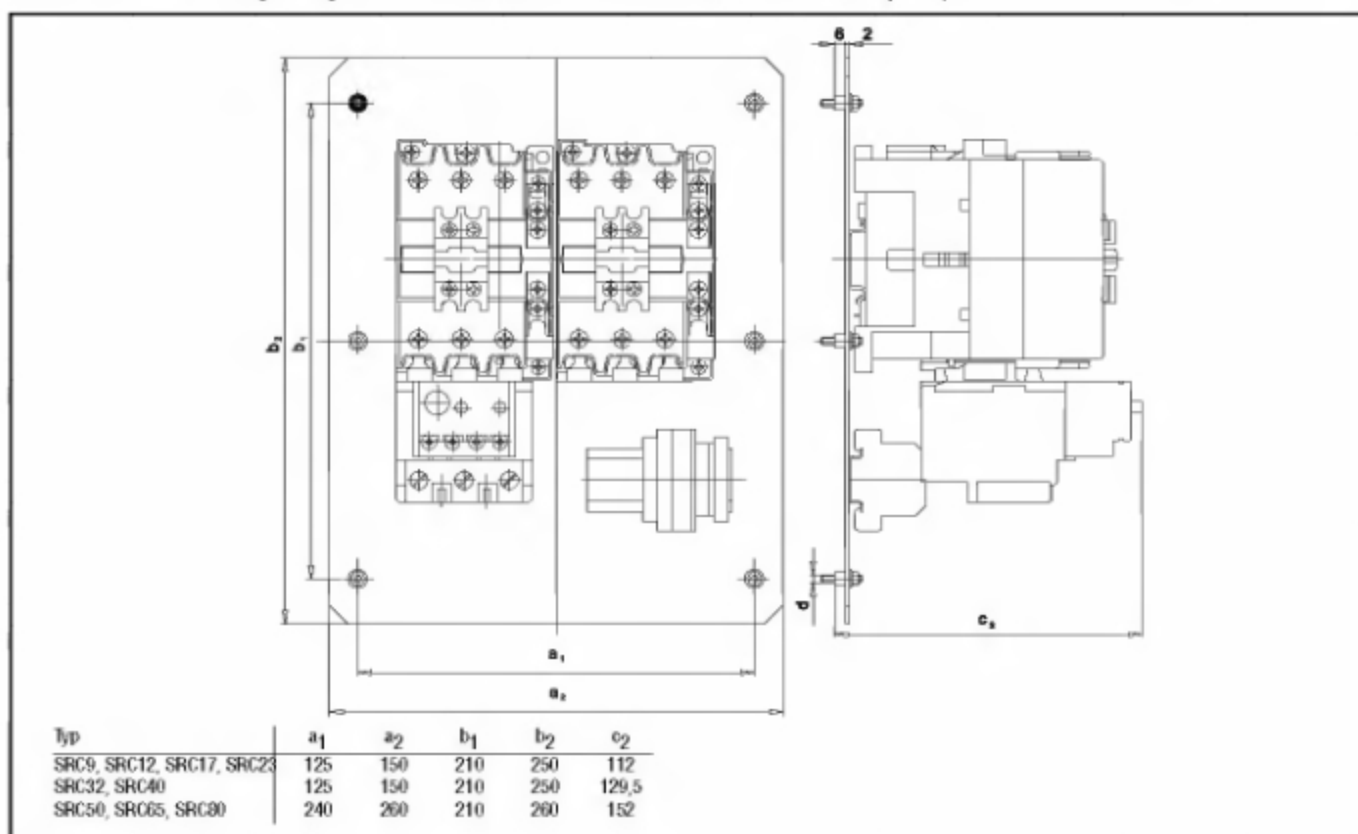 6 2
b₂
b₁
d
c₂
a₁
a₂
Typ a₁ a₂ b₁ b₂ c₂
SRC9, SRC12, SRC17, SRC23 125 150 210 250 112
SRC32, SRC40 125 150 210 250 129,5
SRC50, SRC65, SRC80 240 260 210 260 152